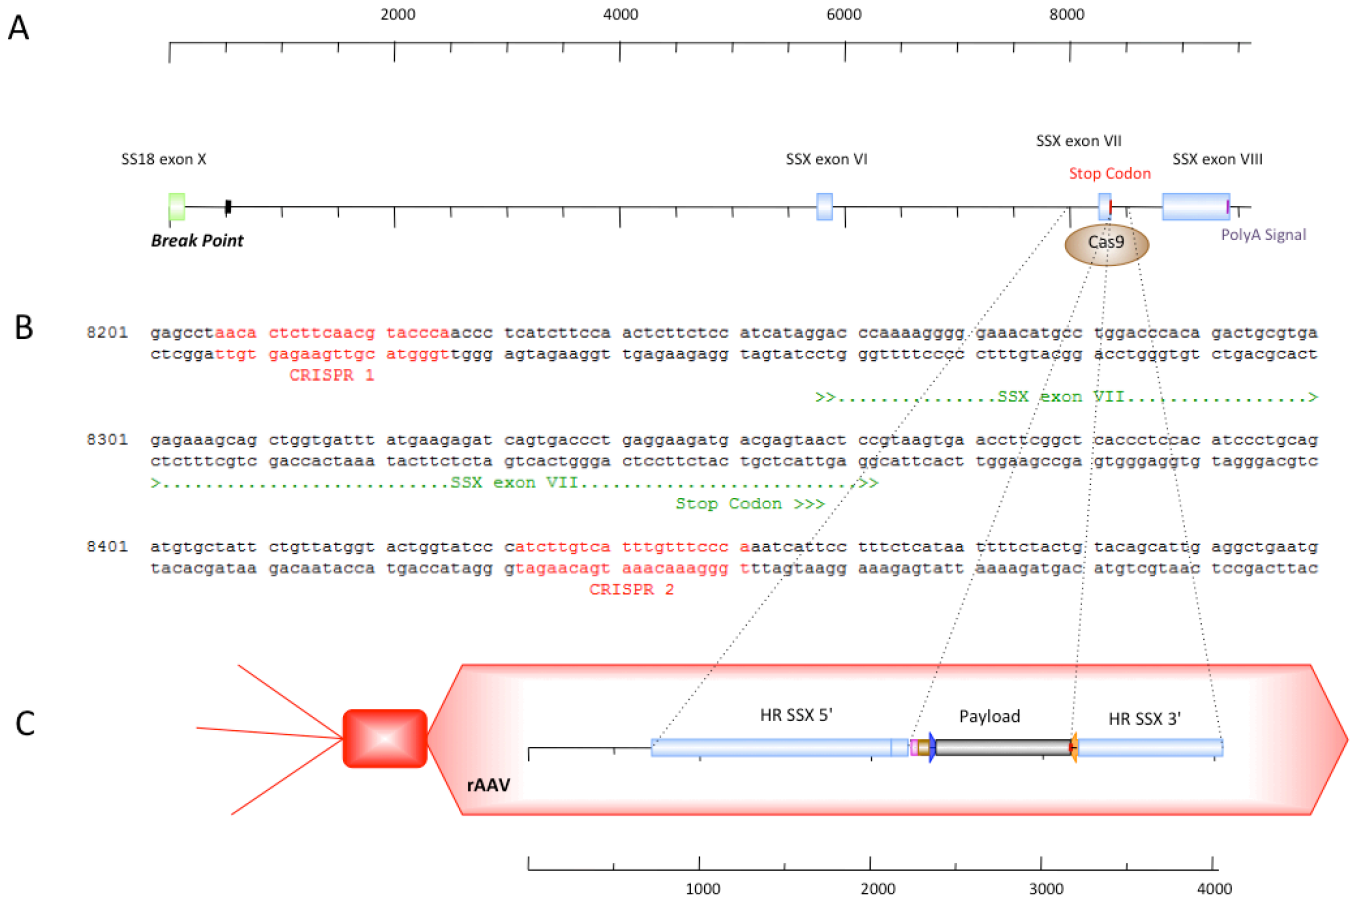 A
2000 4000 6000 8000
SSX exon VII
SS18 exon X SSX exon VI SSX exon VIII
Stop Codon
Break Point Cas9 PolyA Signal
B
8201 gagcctaaca ctcttcaacg tacccaaccc tcatcttcca actcttctcc atcataggac ccaaaagggg gaaacatgcc tggacccaca gactgcgtga
ctcggattgt gagaagttgc atgggttggg agtagaaggt tgagaagagg tagtatcctg ggttttcccc ctttgtacgg acctgggtgt ctgacgcact
CRISPR 1
>>...............SSX exon VII.................>
8301 gagaaagcag ctggtgattt atgaagagat cagtgaccct gaggaagatg acgagtaact ccgtaagtga accttcggct caccctccac atccctgcag
ctctttcgtc gaccactaaa tacttctcta gtcactggga ctccttctac tgctcattga ggcattcact tggaagccga gtgggaggtg tagggacgtc
>...........................SSX exon VII..........................>>
Stop Codon >>>
8401 atgtgctatt ctgttatggt actggtatcc catcttgtca tttgtttccc aaatcattcc tttctcataa ttttctactg tacagcattg aggctgaatg
tacacgataa gacaatacca tgaccatagg gtagaacagt aaacaaaggg tttagtaagg aaagagtatt aaaagatgac atgtcgtaac tccgacttac
CRISPR 2
C
HR SSX 5' Payload HR SSX 3'
rAAV
1000 2000 3000 4000